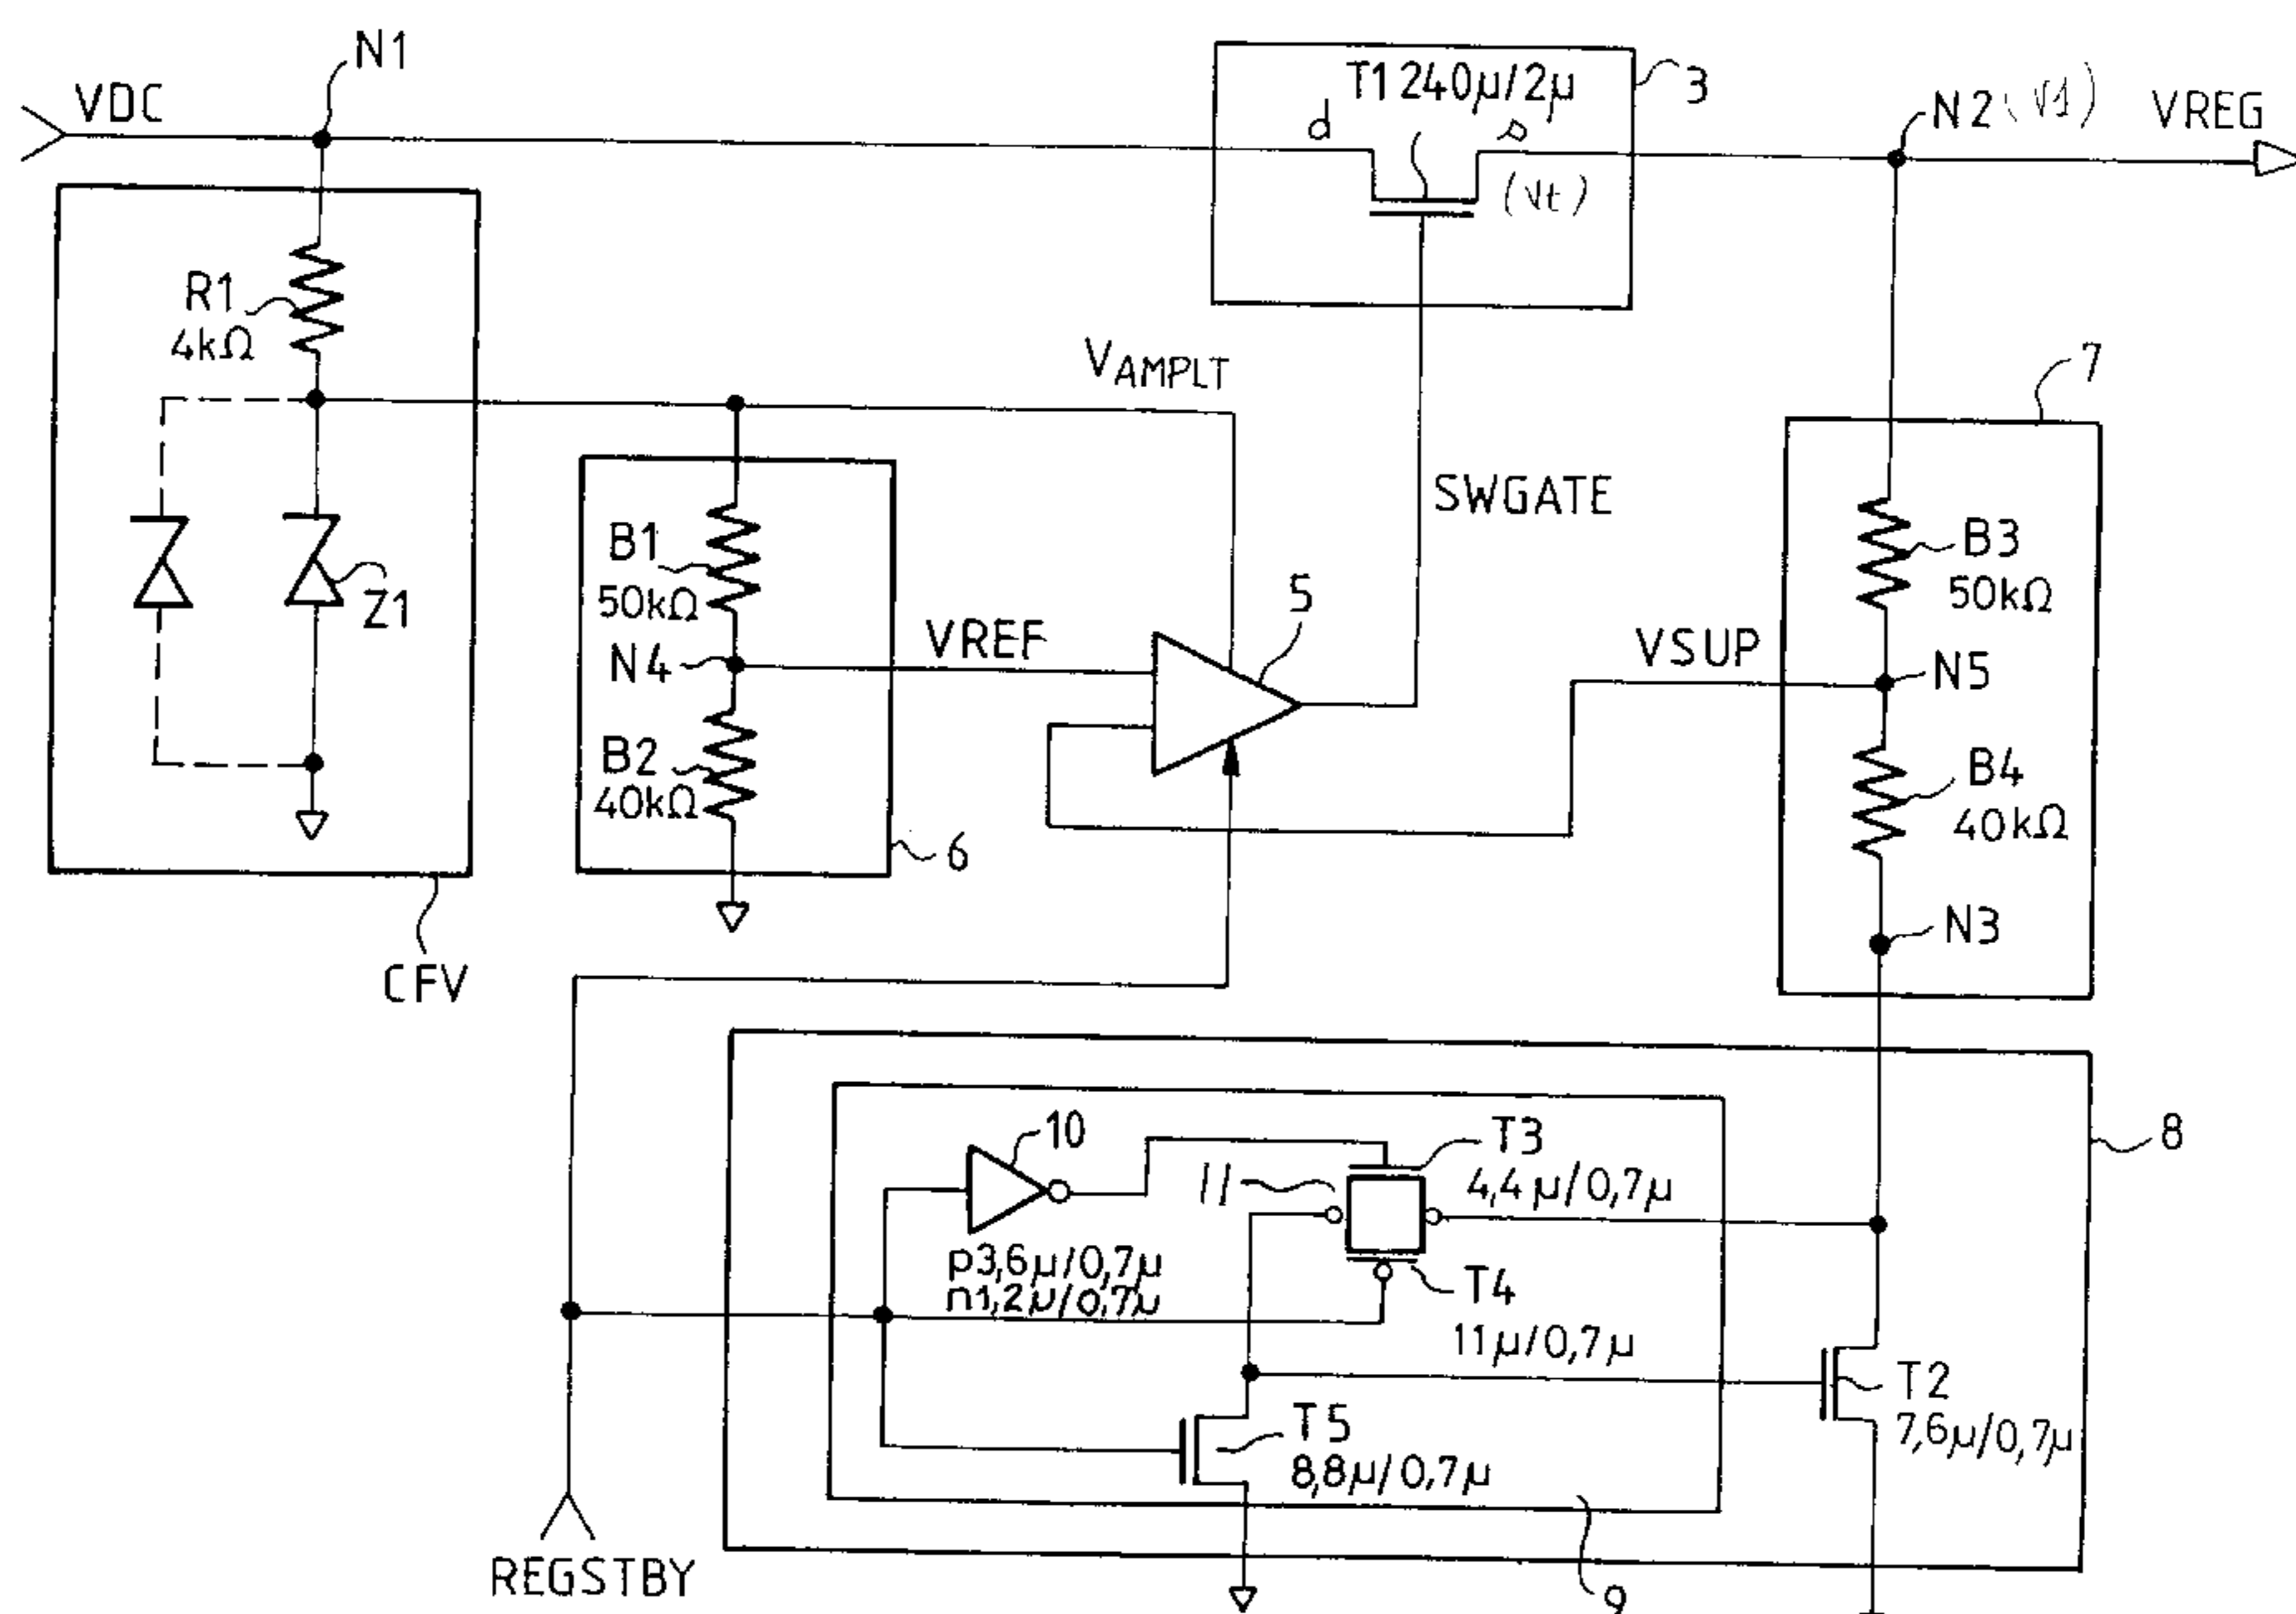 N1
VDC
T1 240µ/2µ
3
d
s
(Vt)
N2 (V1)
VREG
R1
4kΩ
VAMPLT
7
SWGATE
B1
50kΩ
B3
50kΩ
Z1
N4
VREF
5
VSUP
N5
B2
40kΩ
B4
40kΩ
6
N3
CFV
10
T3
4,4µ/0,7µ
8
11
p3,6µ/0,7µ
n1,2µ/0,7µ
T4
11µ/0,7µ
T5
8,8µ/0,7µ
T2
7,6µ/0,7µ
REGSTBY
9